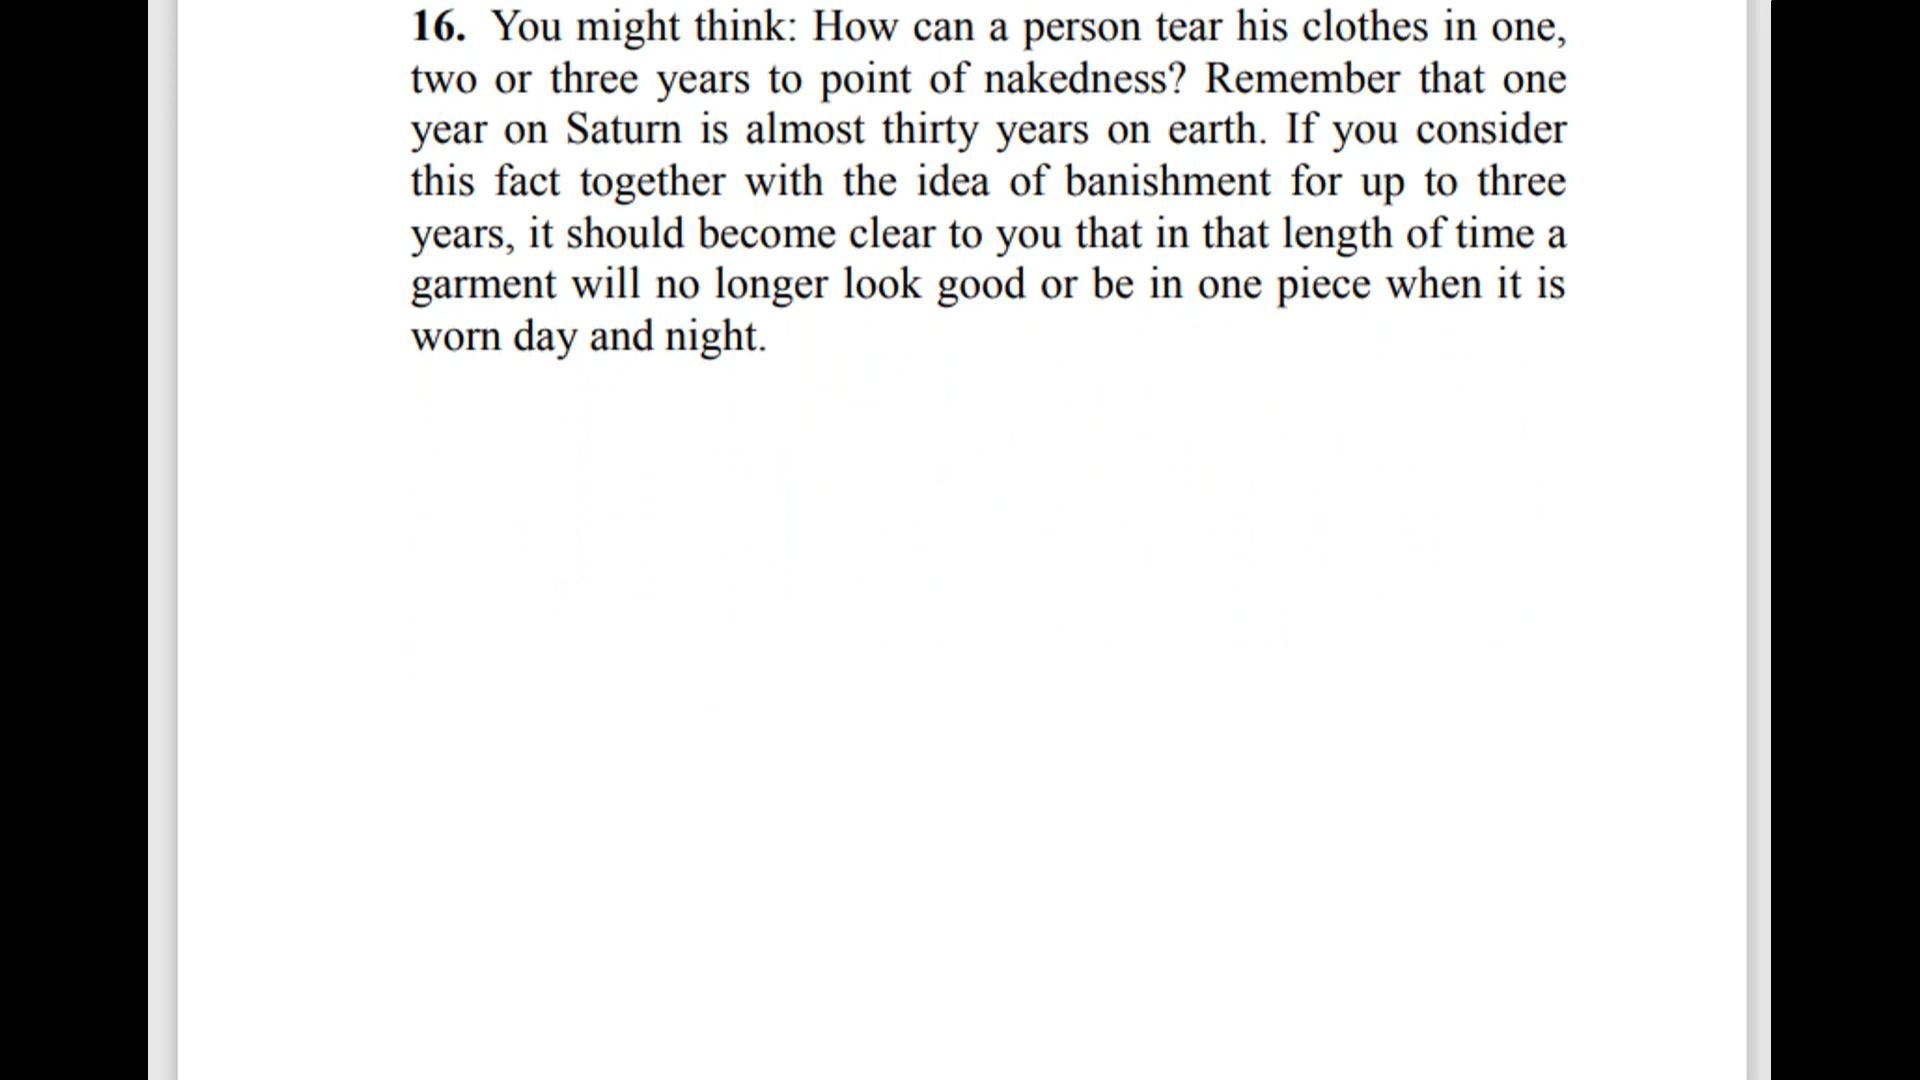 16. You might think: How can a person tear his clothes in one,
two or three years to point of nakedness? Remember that one
year on Saturn is almost thirty years on earth. If you consider
this fact together with the idea of banishment for up to three
years, it should become clear to you that in that length of time a
garment will no longer look good or be in one piece when it is
worn day and night.